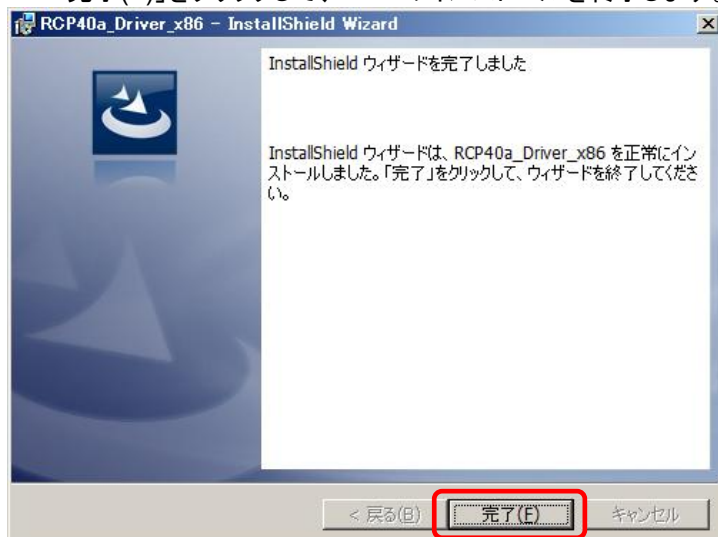 RCP40a_Driver_x86 - InstallShield Wizard
InstallShield ウィザードを完了しました
InstallShield ウィザードは、RCP40a_Driver_x86 を正常にイン
ストールしました。「完了」をクリックして、ウィザードを終了してくださ
い。
< 戻る(B) 完了(F) キャンセル